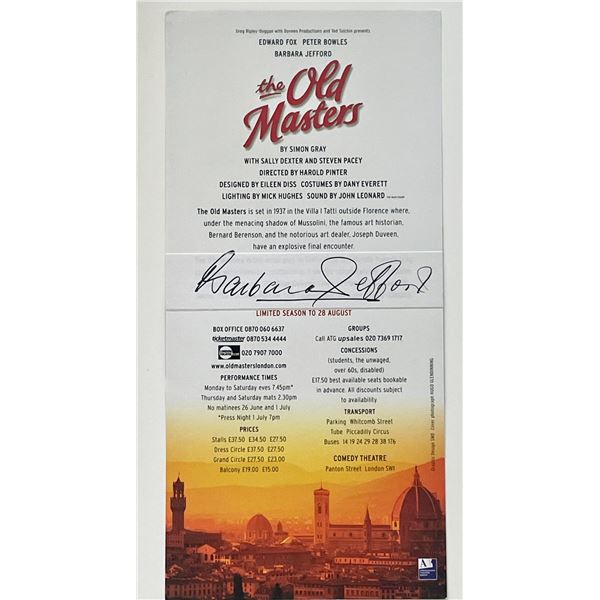 Greg Ripley-Duggan with Doreen Productions and Ted Tulchin presents
EDWARD FOX PETER BOWLES
BARBARA JEFFORD
the Old
Masters
BY SIMON GRAY
WITH SALLY DEXTER AND STEVEN PACEY
DIRECTED BY HAROLD PINTER
DESIGNED BY EILEEN DISS COSTUMES BY DANY EVERETT
LIGHTING BY MICK HUGHES SOUND BY JOHN LEONARD
The Old Masters is set in 1937 in the Villa I Tatti outside Florence where,
under the menacing shadow of Mussolini, the famous art historian,
Bernard Berenson, and the notorious art dealer, Joseph Duveen,
have an explosive final encounter.
Barbara Jefford
LIMITED SEASON TO 28 AUGUST
BOX OFFICE 0870 060 6637
ticketmaster 0870 534 4444
020 7907 7000
www.oldmasterslondon.com
PERFORMANCE TIMES
Monday to Saturday eves 7.45pm*
Thursday and Saturday mats 2.30pm
No matinees 26 June and 1 July
*Press Night 1 July 7pm
PRICES
Stalls £37.50 £34.50 £27.50
Dress Circle £37.50 £27.50
Grand Circle £27.50 £23.00
Balcony £19.00 £15.00
GROUPS
Call ATG upsales 020 7369 1717
CONCESSIONS
(students, the unwaged,
over 60s, disabled)
£17.50 best available seats bookable
in advance. All discounts subject
to availability
TRANSPORT
Parking Whitcomb Street
Tube Piccadilly Circus
Buses 14 19 24 29 38 176
COMEDY THEATRE
Panton Street London SW1
Graphic Design SWD Cover photograph HUGO GLENDINNING